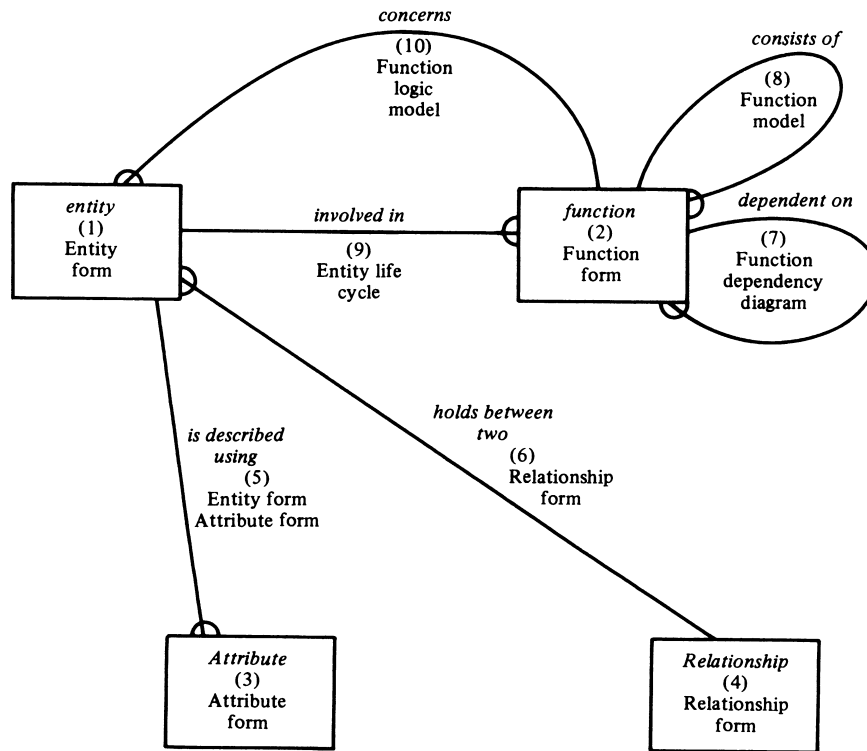 concerns
(10)
Function
logic
model
consists of
(8)
Function
model
entity
(1)
Entity
form
involved in
(9)
Entity life
cycle
function
(2)
Function
form
dependent on
(7)
Function
dependency
diagram
is described
using
(5)
Entity form
Attribute form
holds between
two
(6)
Relationship
form
Attribute
(3)
Attribute
form
Relationship
(4)
Relationship
form